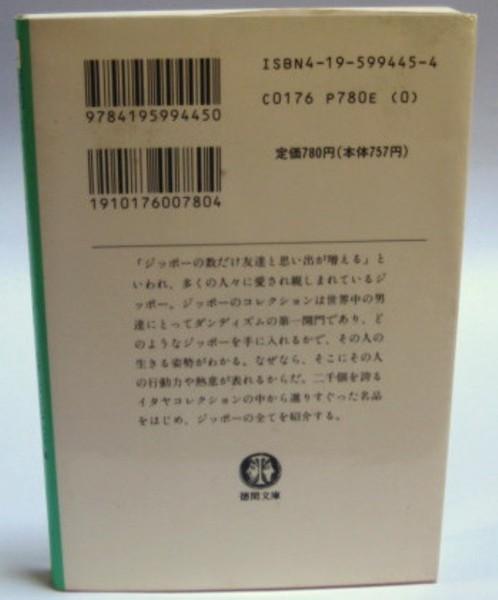 ISBN4-19-599445-4
9784195994450
C0176 P780E (0)
定価780円(本体757円)
1910176007804
「ジッポーの数だけ友達と思い出が増える」と
いわれ、多くの人々に愛され親しまれているジ
ッポー。ジッポーのコレクションは世界中の男
達にとってダンディズムの第一関門であり、ど
のようなジッポーを手に入れるかで、その人の
生きる姿勢がわかる。なぜなら、そこにその人
の行動力や熱意が表れるからだ。二千個を誇る
イタヤコレクションの中から選りすぐった名品
をはじめ、ジッポーの全てを紹介する。
徳間文庫